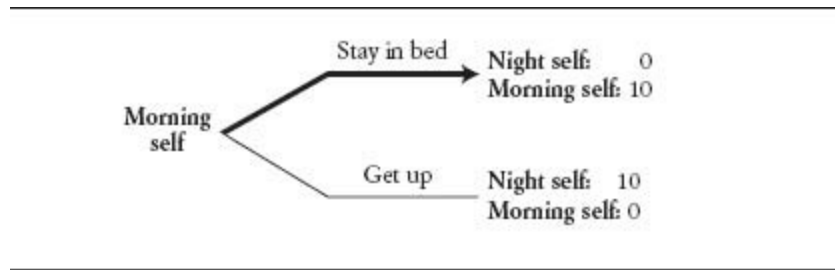 Stay in bed
Night self: 0
Morning self: 10
Morning
self
Get up
Night self: 10
Morning self: 0